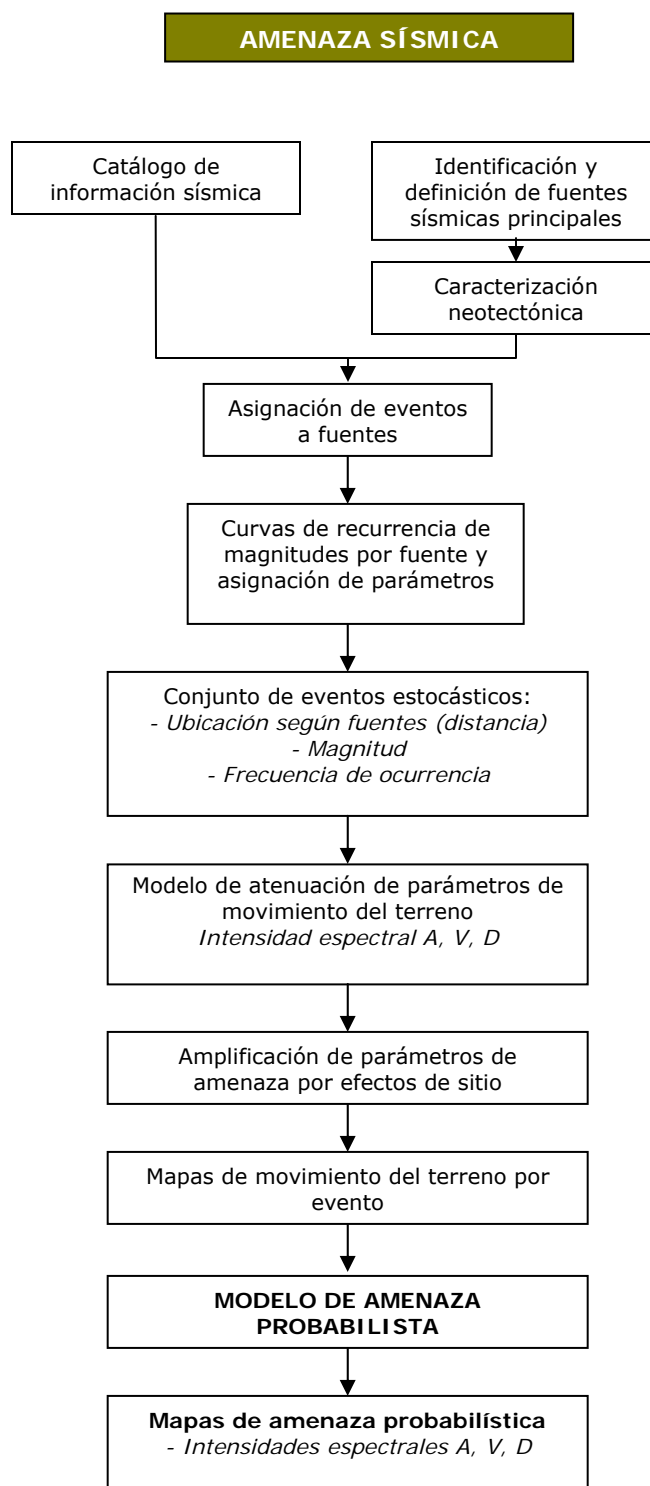 AMENAZA SÍSMICA
Catálogo de
información sísmica
Identificación y
definición de fuentes
sísmicas principales
Caracterización
neotectónica
Asignación de eventos
a fuentes
Curvas de recurrencia de
magnitudes por fuente y
asignación de parámetros
Conjunto de eventos estocásticos:
- Ubicación según fuentes (distancia)
- Magnitud
- Frecuencia de ocurrencia
Modelo de atenuación de parámetros de
movimiento del terreno
Intensidad espectral A, V, D
Amplificación de parámetros de
amenaza por efectos de sitio
Mapas de movimiento del terreno por
evento
MODELO DE AMENAZA
PROBABILISTA
Mapas de amenaza probabilística
- Intensidades espectrales A, V, D